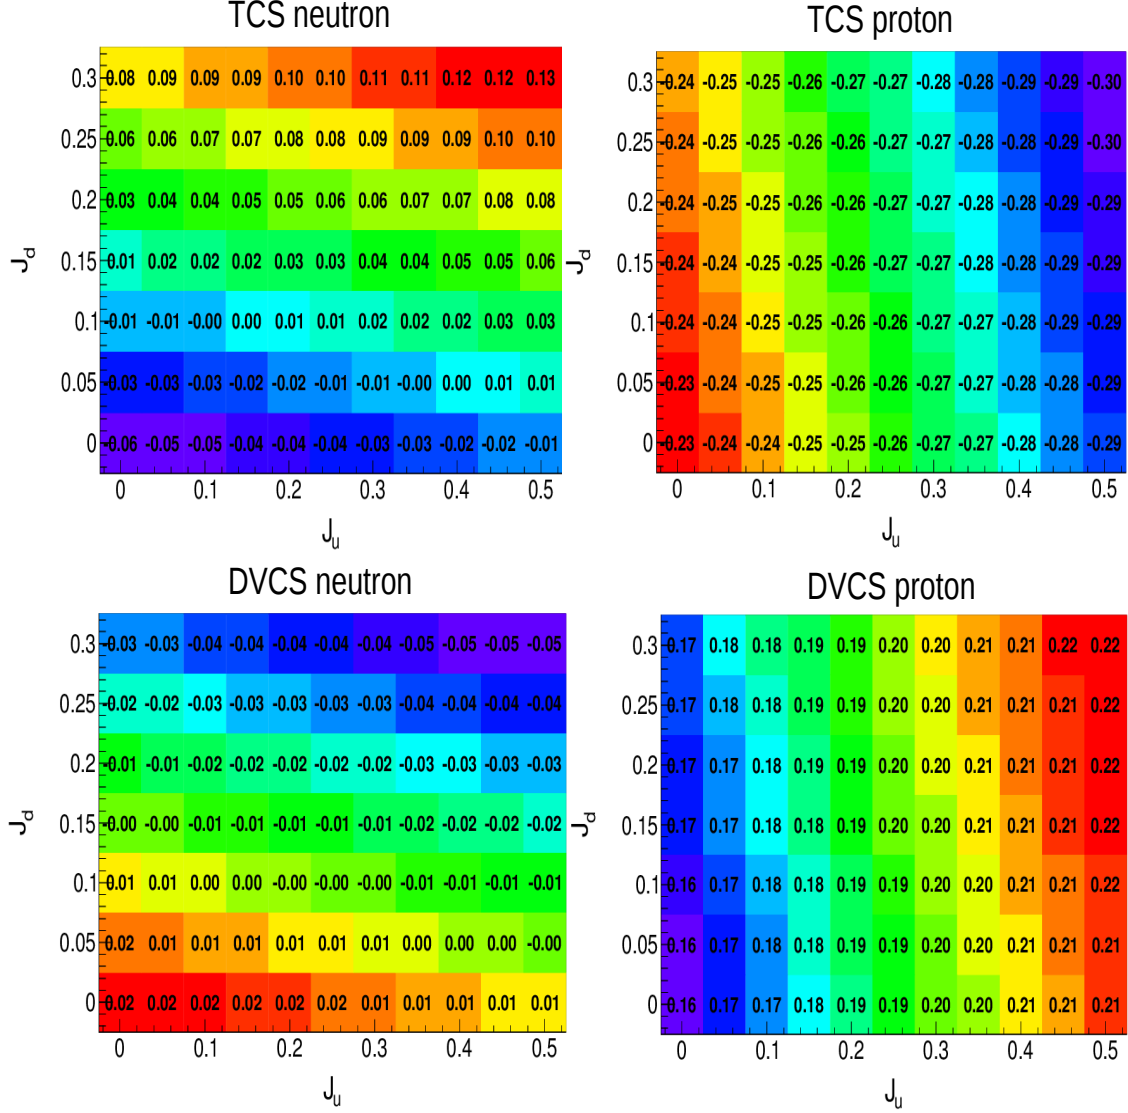 TCS neutron
0.3 0.08 0.09 0.09 0.09 0.10 0.10 0.11 0.11 0.12 0.12 0.13
0.25 0.06 0.06 0.07 0.07 0.08 0.08 0.09 0.09 0.09 0.10 0.10
0.2 0.03 0.04 0.04 0.05 0.05 0.06 0.06 0.07 0.07 0.08 0.08
0.15 0.01 0.02 0.02 0.02 0.03 0.03 0.04 0.04 0.05 0.05 0.06
0.1 -0.01 -0.01 -0.00 0.00 0.01 0.01 0.02 0.02 0.02 0.03 0.03
0.05 -0.03 -0.03 -0.03 -0.02 -0.02 -0.01 -0.01 -0.00 0.00 0.01 0.01
0 -0.06 -0.05 -0.05 -0.04 -0.04 -0.03 -0.03 -0.02 -0.02 -0.01
J_d
0 0.1 0.2 0.3 0.4 0.5
J_u
TCS proton
0.3 -0.24 -0.25 -0.25 -0.26 -0.27 -0.27 -0.28 -0.28 -0.29 -0.29 -0.30
0.25 -0.24 -0.25 -0.25 -0.26 -0.26 -0.27 -0.27 -0.28 -0.28 -0.29 -0.30
0.2 -0.24 -0.25 -0.25 -0.26 -0.26 -0.27 -0.27 -0.28 -0.28 -0.29 -0.29
0.15 -0.24 -0.24 -0.25 -0.25 -0.26 -0.27 -0.27 -0.28 -0.28 -0.29 -0.29
0.1 -0.24 -0.24 -0.25 -0.25 -0.26 -0.26 -0.27 -0.27 -0.28 -0.29 -0.29
0.05 -0.23 -0.24 -0.25 -0.25 -0.26 -0.26 -0.27 -0.27 -0.28 -0.28 -0.29
0 -0.23 -0.24 -0.24 -0.25 -0.25 -0.26 -0.27 -0.27 -0.28 -0.28 -0.29
J_d
0 0.1 0.2 0.3 0.4 0.5
J_u
DVCS neutron
0.3 -0.03 -0.03 -0.04 -0.04 -0.04 -0.04 -0.04 -0.05 -0.05 -0.05 -0.05
0.25 -0.02 -0.02 -0.03 -0.03 -0.03 -0.03 -0.03 -0.04 -0.04 -0.04 -0.04
0.2 -0.01 -0.01 -0.02 -0.02 -0.02 -0.02 -0.02 -0.03 -0.03 -0.03 -0.03
0.15 -0.00 -0.00 -0.01 -0.01 -0.01 -0.01 -0.01 -0.02 -0.02 -0.02 -0.02
0.1 0.01 0.01 0.00 0.00 -0.00 -0.00 -0.00 -0.01 -0.01 -0.01 -0.01
0.05 0.02 0.01 0.01 0.01 0.01 0.01 0.01 0.00 0.00 0.00 -0.00
0 0.02 0.02 0.02 0.02 0.02 0.02 0.01 0.01 0.01 0.01 0.01
J_d
0 0.1 0.2 0.3 0.4 0.5
J_u
DVCS proton
0.3 0.17 0.18 0.18 0.19 0.19 0.20 0.20 0.21 0.21 0.22 0.22
0.25 0.17 0.18 0.18 0.19 0.19 0.20 0.20 0.21 0.21 0.21 0.22
0.2 0.17 0.17 0.18 0.19 0.19 0.20 0.20 0.21 0.21 0.21 0.22
0.15 0.17 0.17 0.18 0.18 0.19 0.20 0.20 0.21 0.21 0.21 0.22
0.1 0.16 0.17 0.18 0.18 0.19 0.19 0.20 0.20 0.21 0.21 0.22
0.05 0.16 0.17 0.18 0.18 0.19 0.19 0.20 0.20 0.21 0.21 0.21
0 0.16 0.17 0.17 0.18 0.19 0.19 0.20 0.20 0.21 0.21 0.21
J_d
0 0.1 0.2 0.3 0.4 0.5
J_u